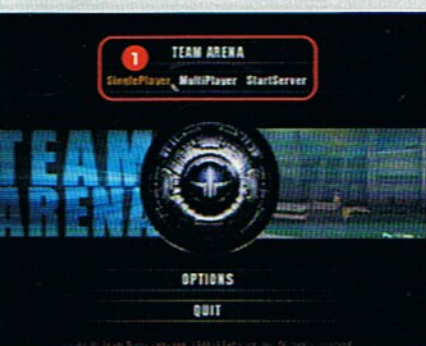 1
TEAM ARENA
SinglePlayer MultiPlayer StartServer
TEAM
ARENA
OPTIONS
QUIT